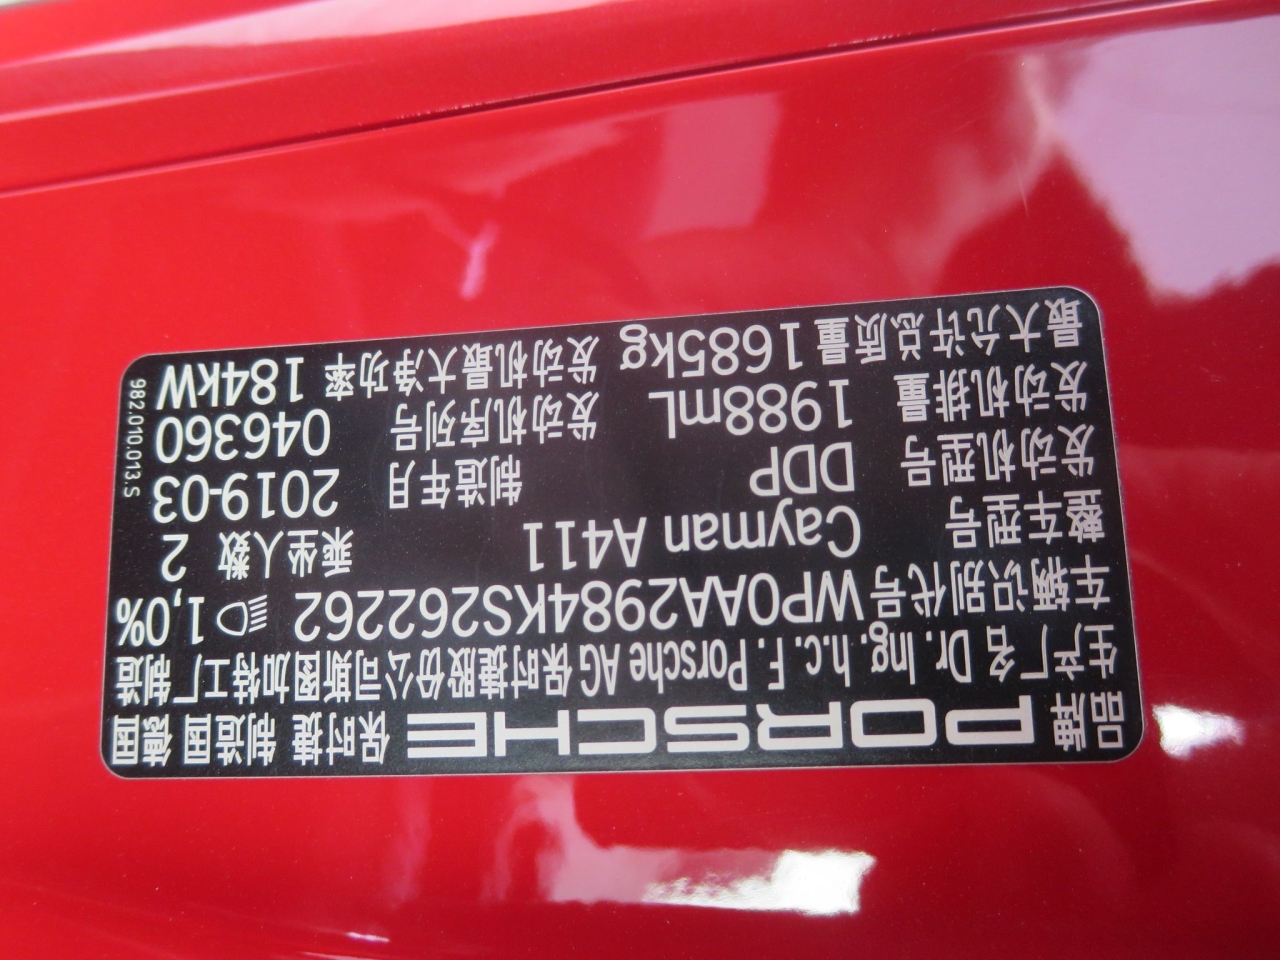 品牌 PORSCHE 保时捷 制造国 德国
生产厂名 Dr. Ing. h.c. F. Porsche AG 保时捷股份公司斯图加特工厂制造
车辆识别代号 WP0AA2984KS262262 1,0%
整车型号 Cayman A411 乘坐人数 2
发动机型号 DDP 制造年月 2019-03
发动机排量 1988mL 发动机序列号 046360
最大允许总质量 1685kg 发动机最大净功率 184kW
982.010.013.S